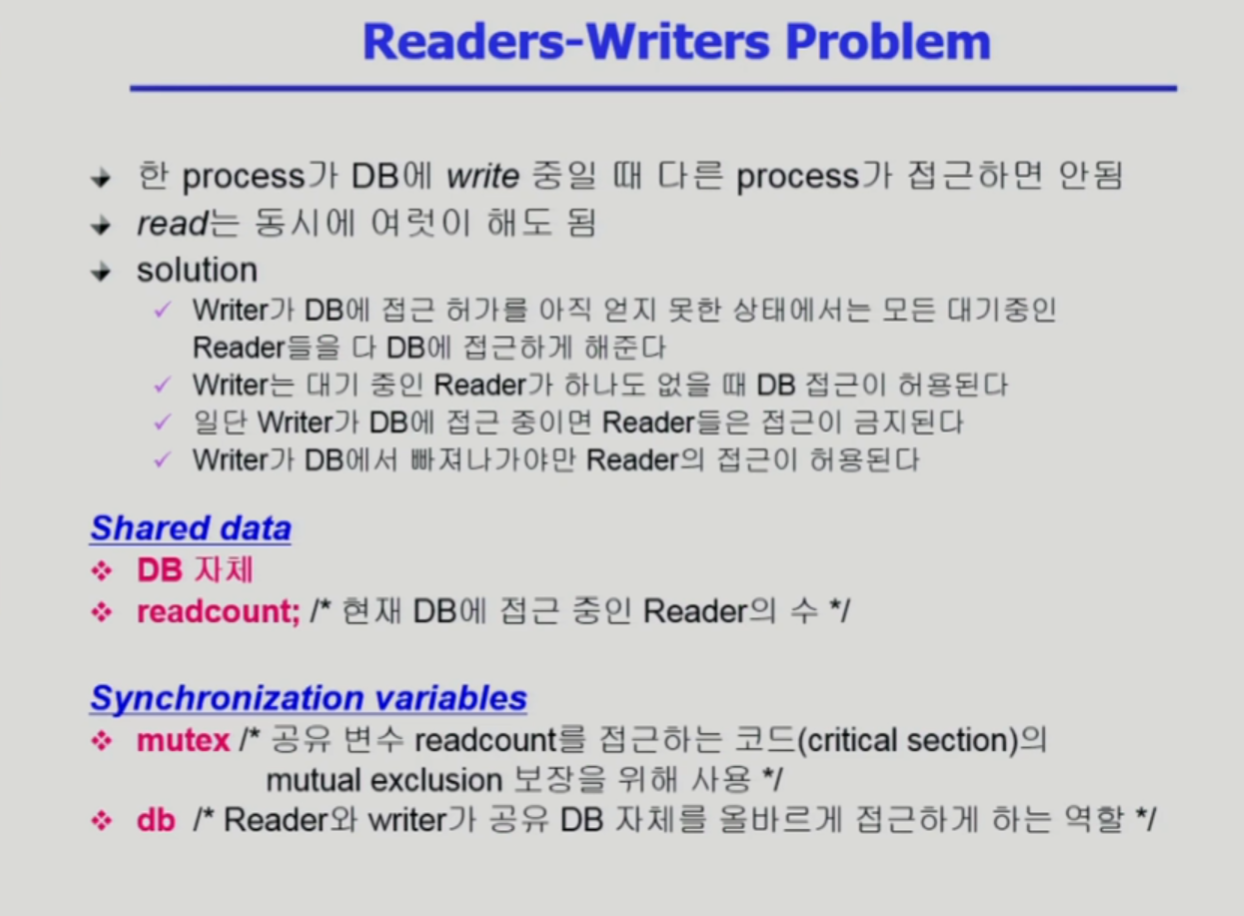 Readers-Writers Problem
한 process가 DB에 write 중일 때 다른 process가 접근하면 안됨
read는 동시에 여럿이 해도 됨
solution
✓ Writer가 DB에 접근 허가를 아직 얻지 못한 상태에서는 모든 대기중인
Reader들을 다 DB에 접근하게 해준다
✓ Writer는 대기 중인 Reader가 하나도 없을 때 DB 접근이 허용된다
✓ 일단 Writer가 DB에 접근 중이면 Reader들은 접근이 금지된다
✓ Writer가 DB에서 빠져나가야만 Reader의 접근이 허용된다
Shared data
❖ DB 자체
❖ readcount; /* 현재 DB에 접근 중인 Reader의 수 */
Synchronization variables
❖ mutex /* 공유 변수 readcount를 접근하는 코드(critical section)의
mutual exclusion 보장을 위해 사용 */
❖ db /* Reader와 writer가 공유 DB 자체를 올바르게 접근하게 하는 역할 */